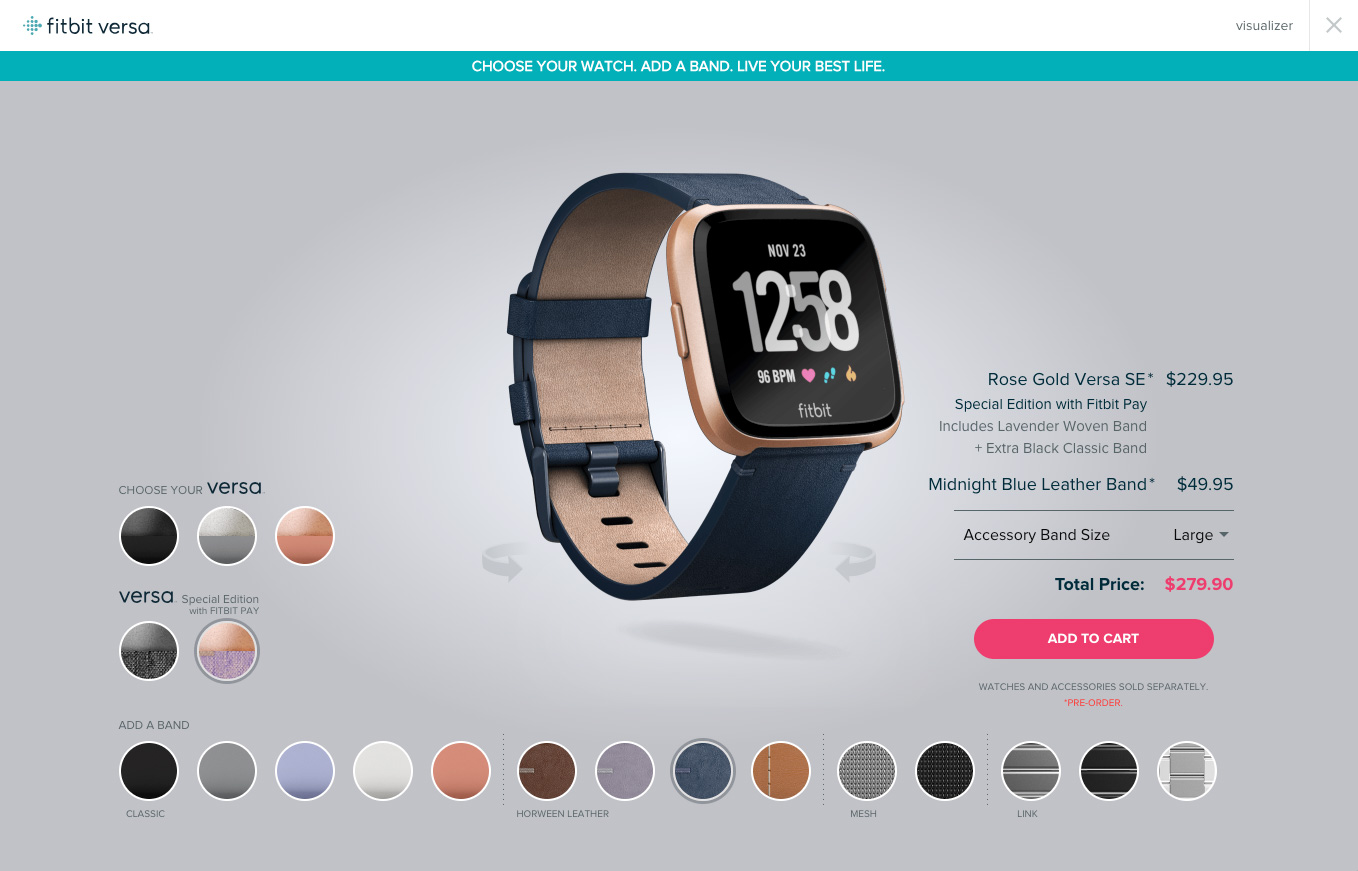 fitbit versa
visualizer
CHOOSE YOUR WATCH. ADD A BAND. LIVE YOUR BEST LIFE.
NOV 23
12:58
96 BPM
fitbit
Rose Gold Versa SE* $229.95
Special Edition with Fitbit Pay
Includes Lavender Woven Band
+ Extra Black Classic Band
Midnight Blue Leather Band* $49.95
Accessory Band Size Large
Total Price: $279.90
ADD TO CART
WATCHES AND ACCESSORIES SOLD SEPARATELY.
*PRE-ORDER.
CHOOSE YOUR versa
versa Special Edition
with FITBIT PAY
ADD A BAND
CLASSIC
HORWEEN LEATHER
MESH
LINK